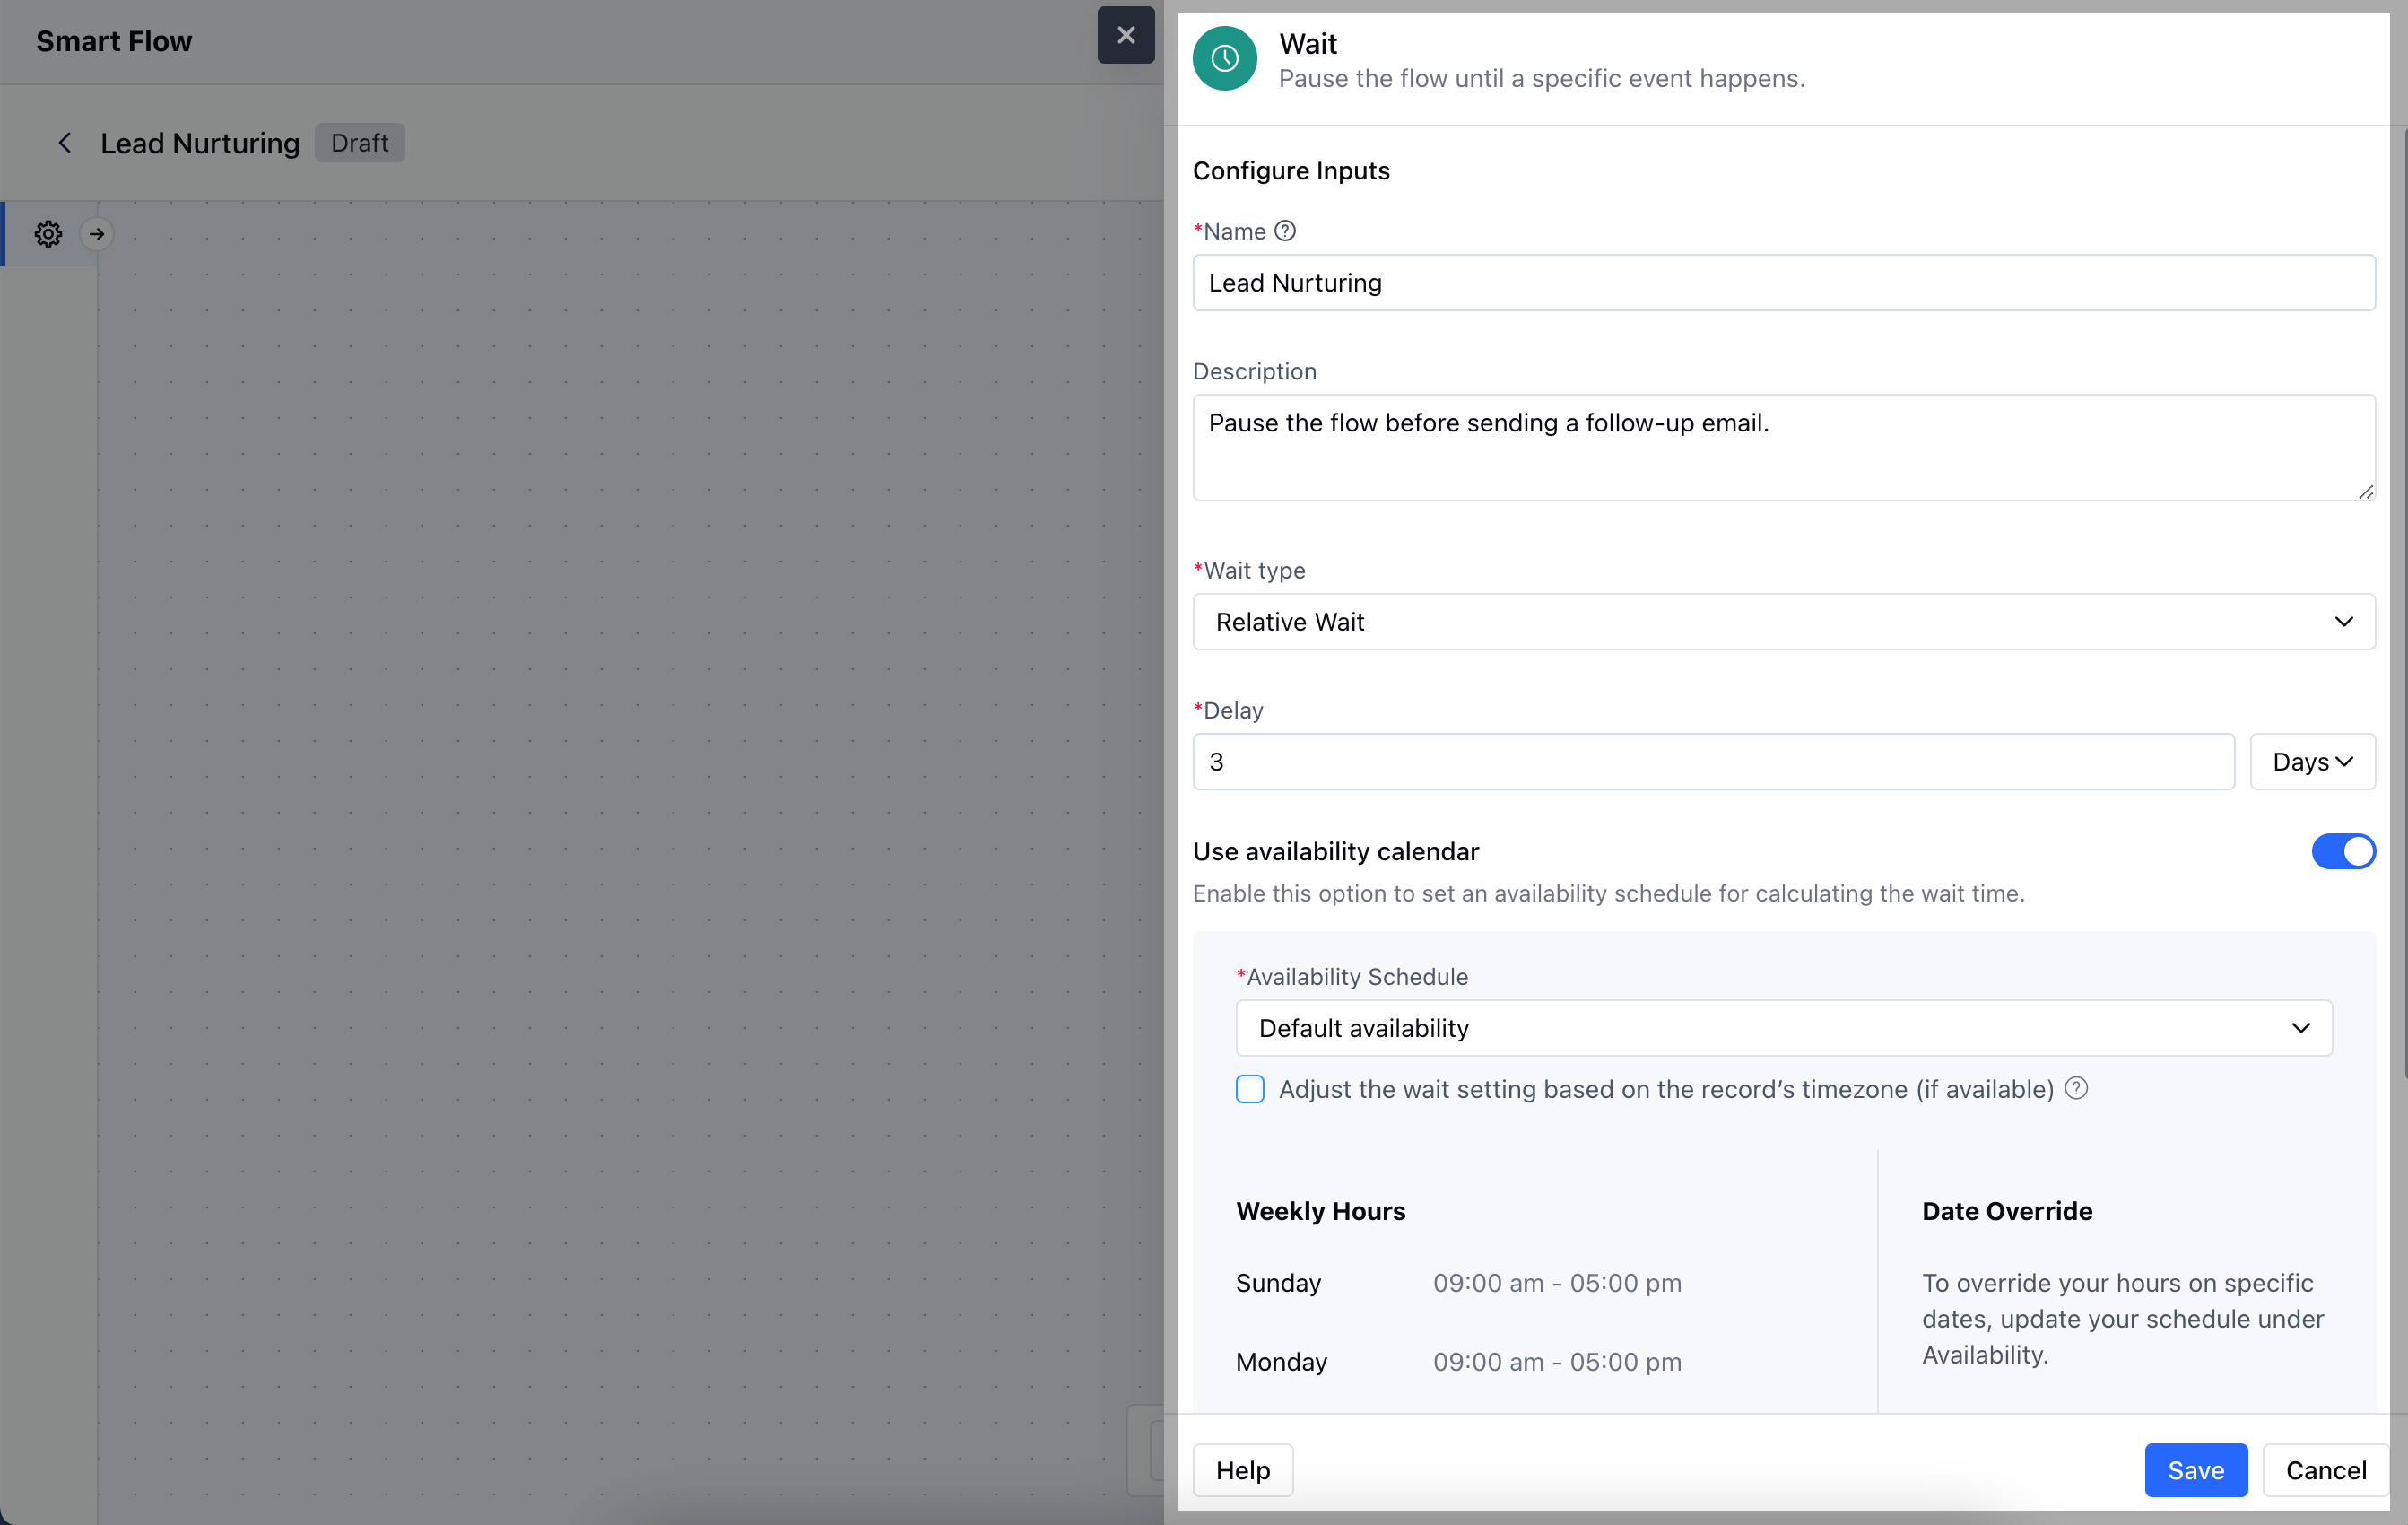 Smart Flow
Lead Nurturing
Draft
Wait
Pause the flow until a specific event happens.
Configure Inputs
*Name
Lead Nurturing
Description
Pause the flow before sending a follow-up email.
*Wait type
Relative Wait
*Delay
3
Days
Use availability calendar
Enable this option to set an availability schedule for calculating the wait time.
*Availability Schedule
Default availability
Adjust the wait setting based on the record’s timezone (if available)
Weekly Hours
Sunday 09:00 am - 05:00 pm
Monday 09:00 am - 05:00 pm
Date Override
To override your hours on specific
dates, update your schedule under
Availability.
Help
Save
Cancel